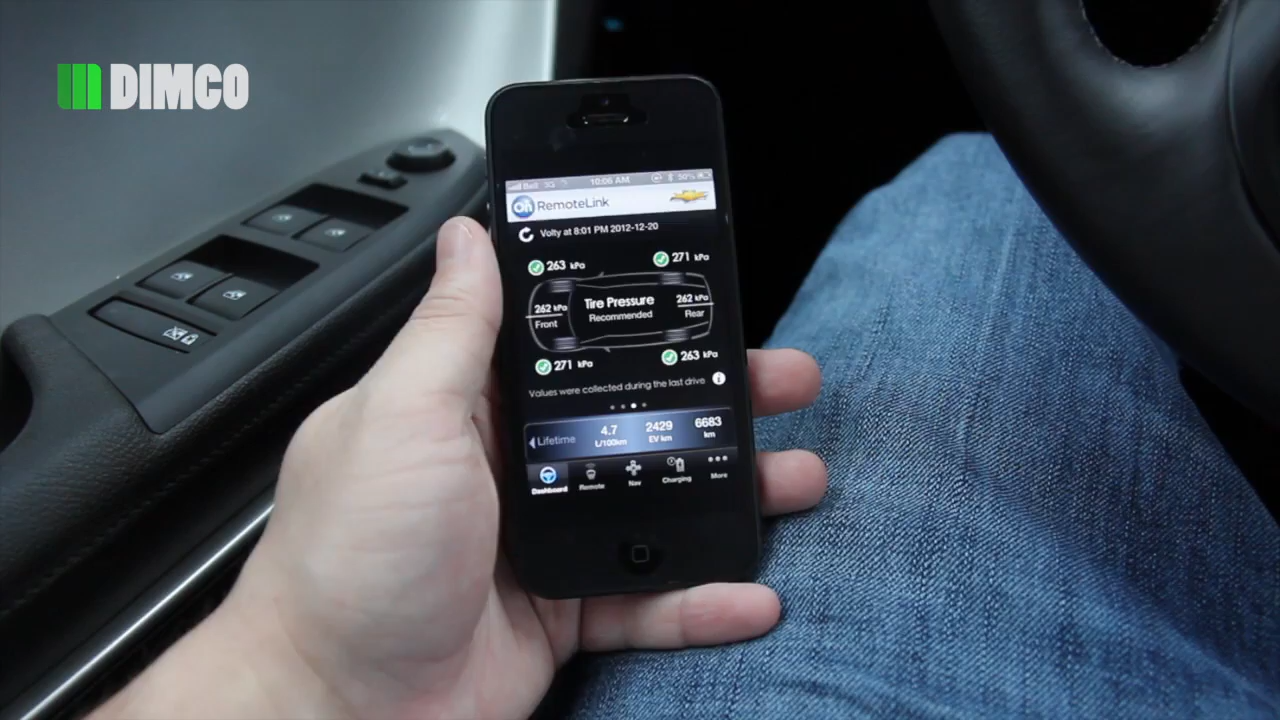 DIMCO
Bell 3G 10:06 AM 50%
On RemoteLink
Volty at 8:01 PM 2012-12-20
263 kPa 271 kPa
262 kPa Tire Pressure 262 kPa
Front Recommended Rear
271 kPa 263 kPa
Values were collected during the last drive i
Lifetime 4.7 2429 6683
L/100km EV km km
Dashboard Remote Nav Charging More